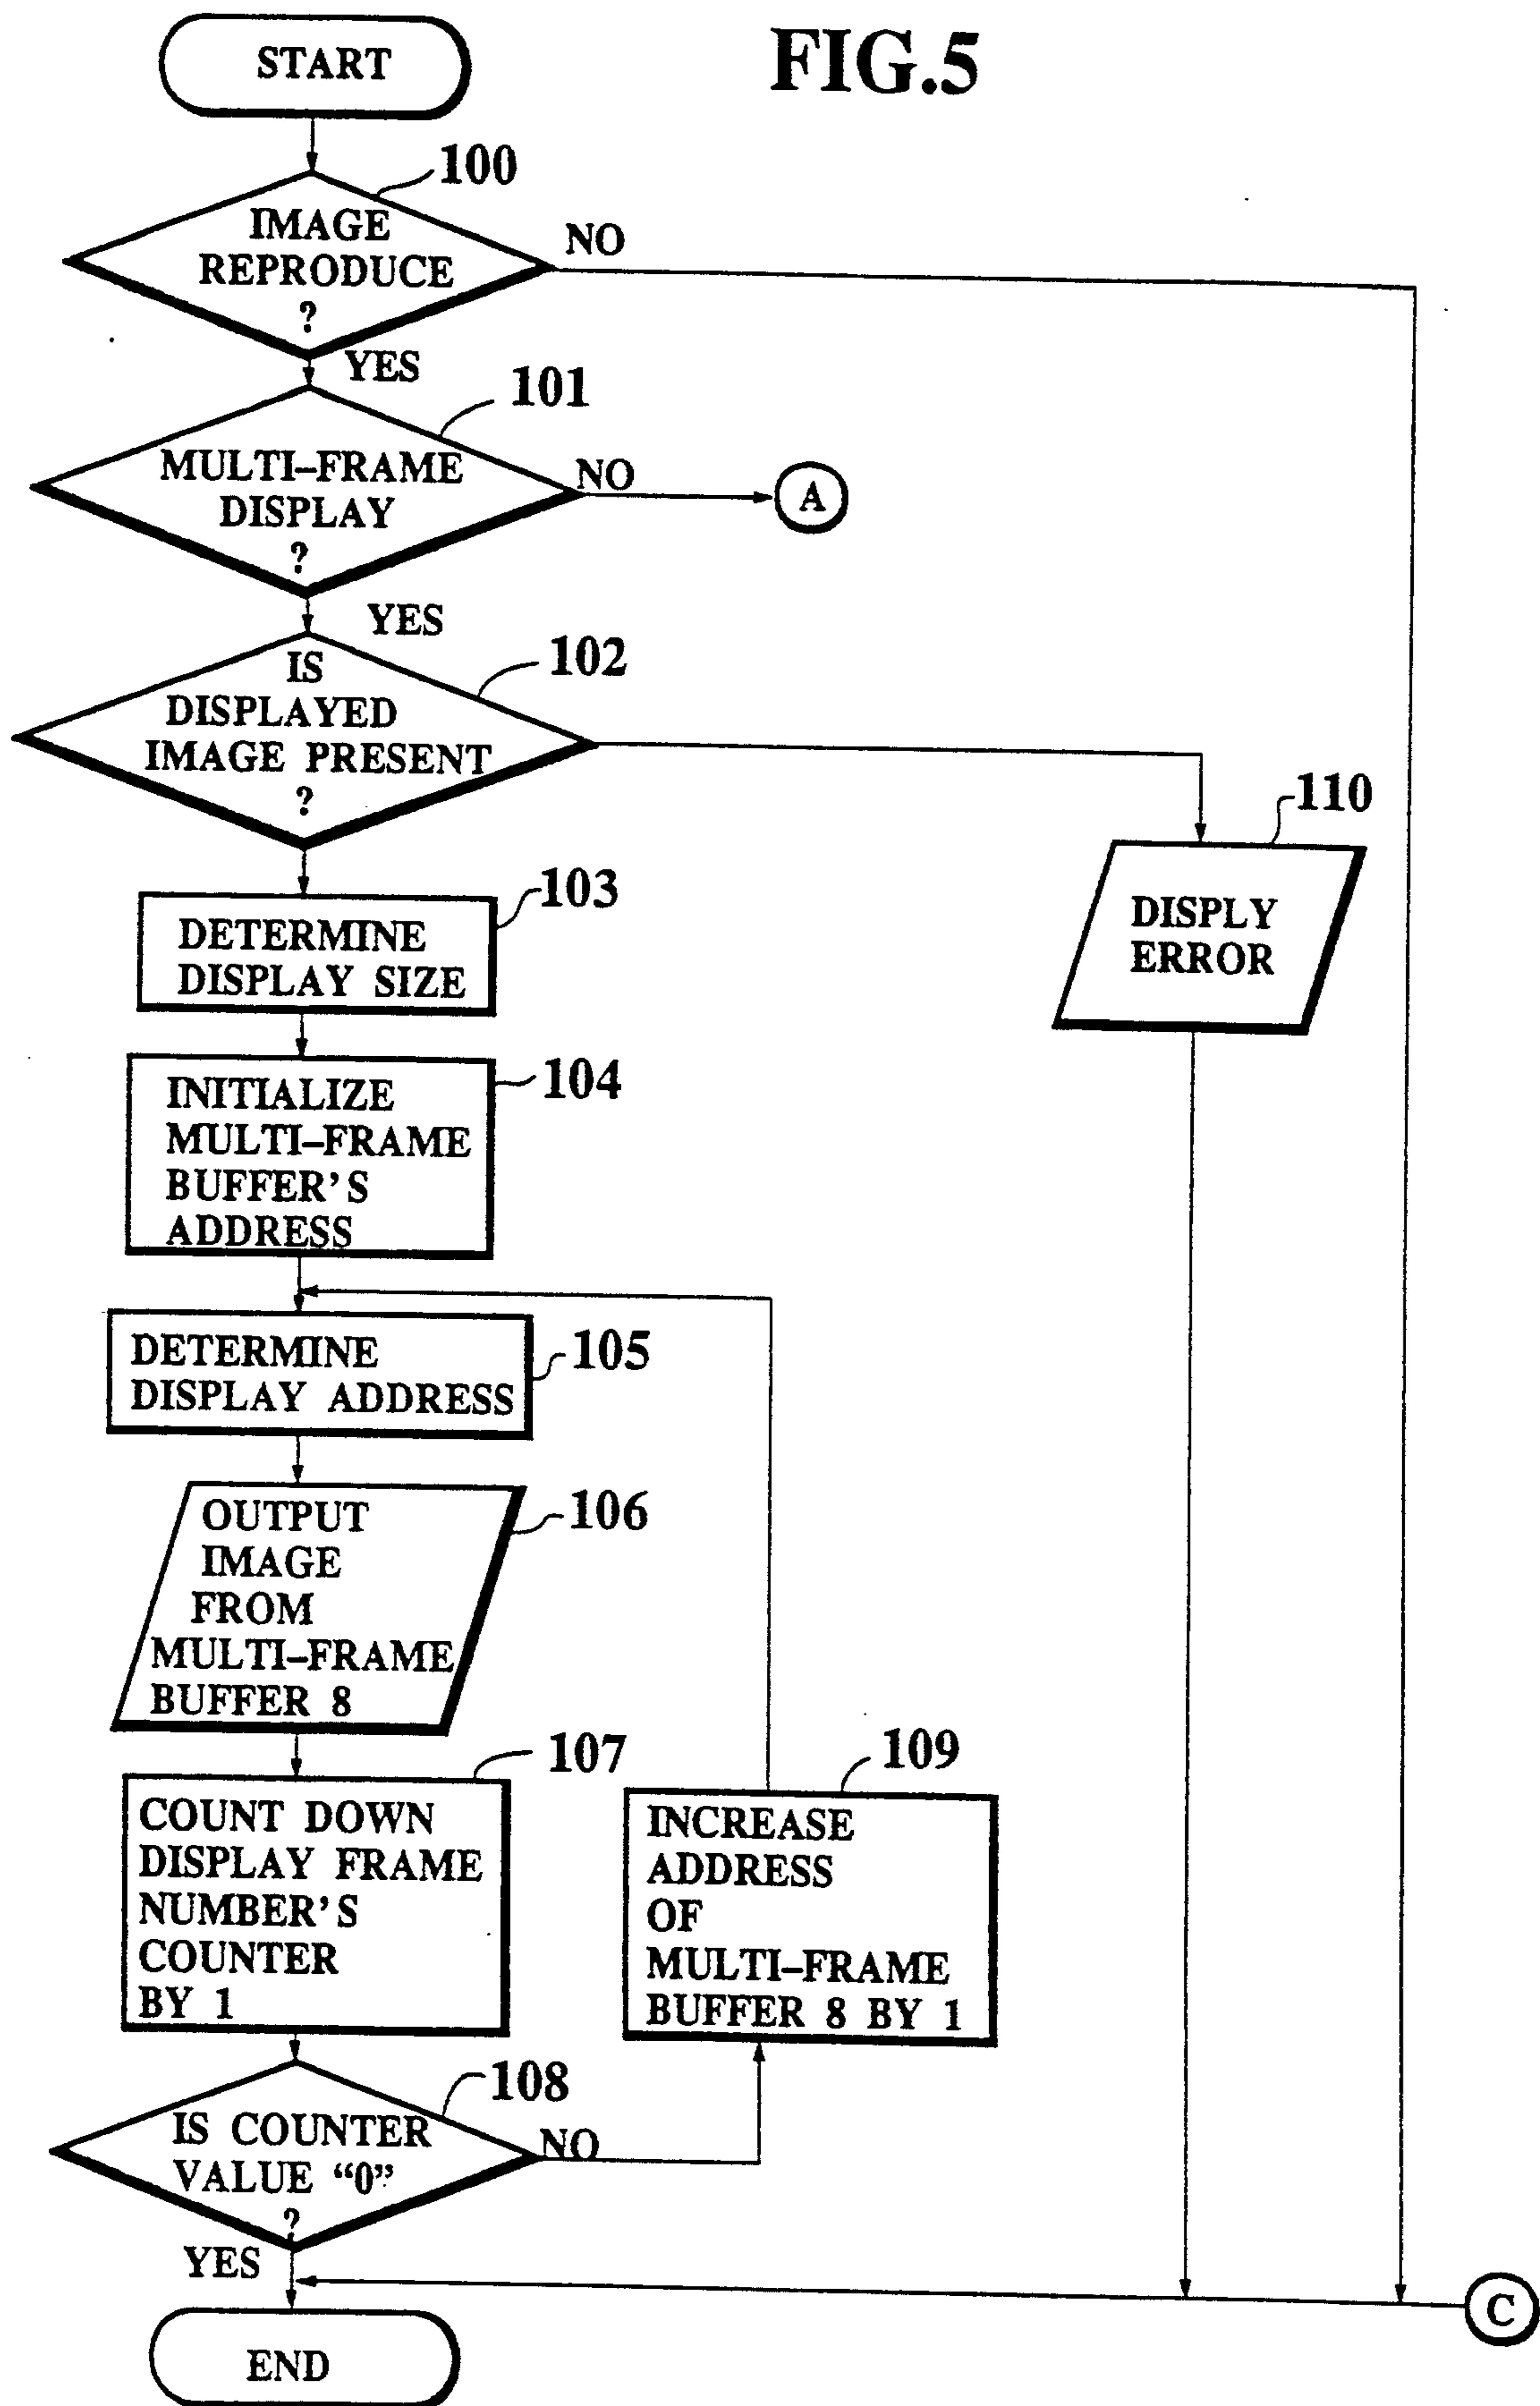 FIG.5
START
100
IMAGE
REPRODUCE
?
NO
YES
101
MULTI-FRAME
DISPLAY
?
NO
A
YES
102
IS
DISPLAYED
IMAGE PRESENT
?
110
DISPLY
ERROR
103
DETERMINE
DISPLAY SIZE
104
INITIALIZE
MULTI-FRAME
BUFFER'S
ADDRESS
105
DETERMINE
DISPLAY ADDRESS
106
OUTPUT
IMAGE
FROM
MULTI-FRAME
BUFFER 8
107
COUNT DOWN
DISPLAY FRAME
NUMBER'S
COUNTER
BY 1
109
INCREASE
ADDRESS
OF
MULTI-FRAME
BUFFER 8 BY 1
108
IS COUNTER
VALUE “0”
?
NO
YES
C
END